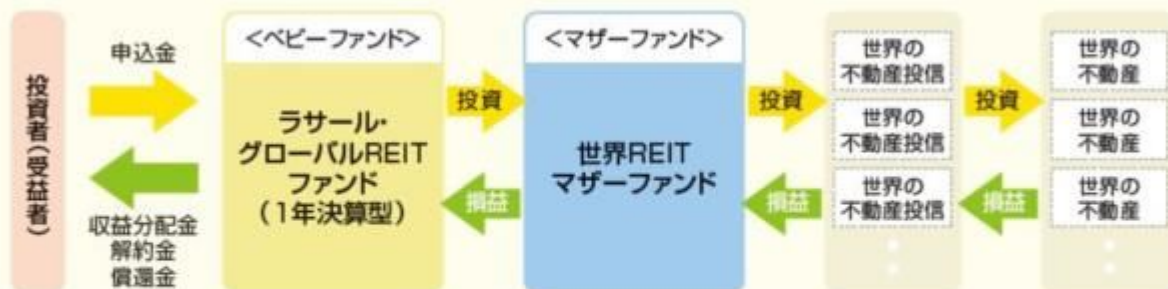 投資者(受益者)
申込金
収益分配金
解約金
償還金
<ベビーファンド>
ラサール・
グローバルREIT
ファンド
(1年決算型)
投資
損益
<マザーファンド>
世界REIT
マザーファンド
投資
損益
世界の
不動産投信
世界の
不動産投信
世界の
不動産投信
投資
損益
世界の
不動産
世界の
不動産
世界の
不動産